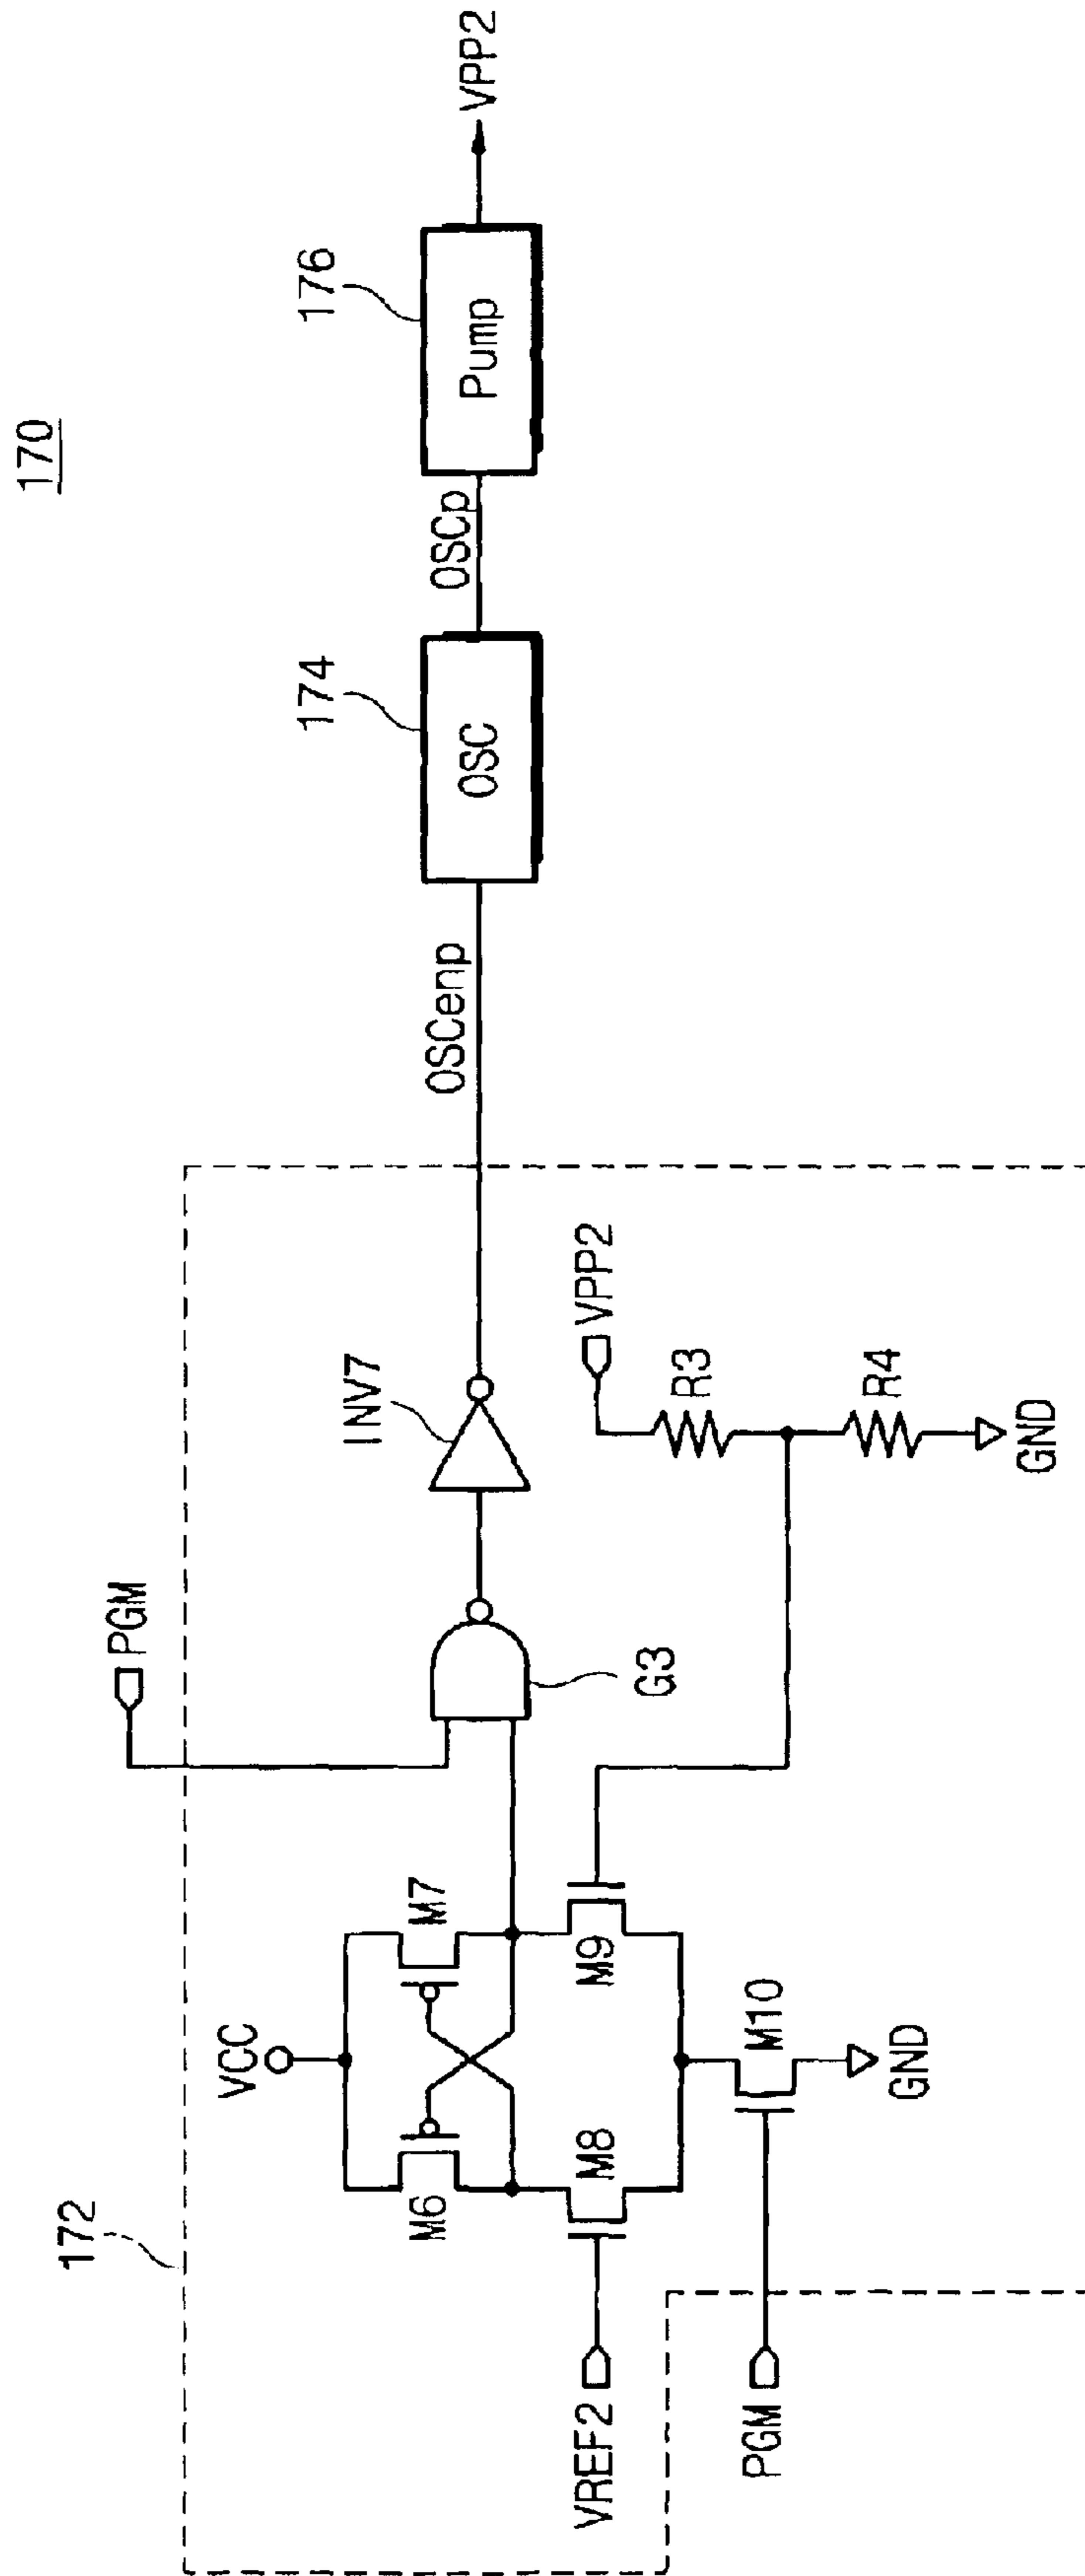 170
172
VCC
M6
M7
M8
M9
M10
VREF2
PGM
GND
PGM
G3
INV7
VPP2
R3
R4
GND
OSCenp
174
OSC
OSCp
176
Pump
VPP2